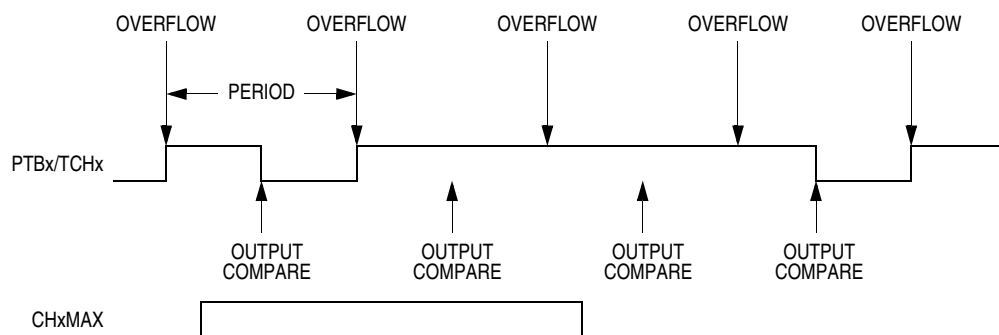 OVERFLOW OVERFLOW OVERFLOW OVERFLOW OVERFLOW
PERIOD
PTBx/TCHx
OUTPUT COMPARE
OUTPUT COMPARE
OUTPUT COMPARE
OUTPUT COMPARE
CHxMAX